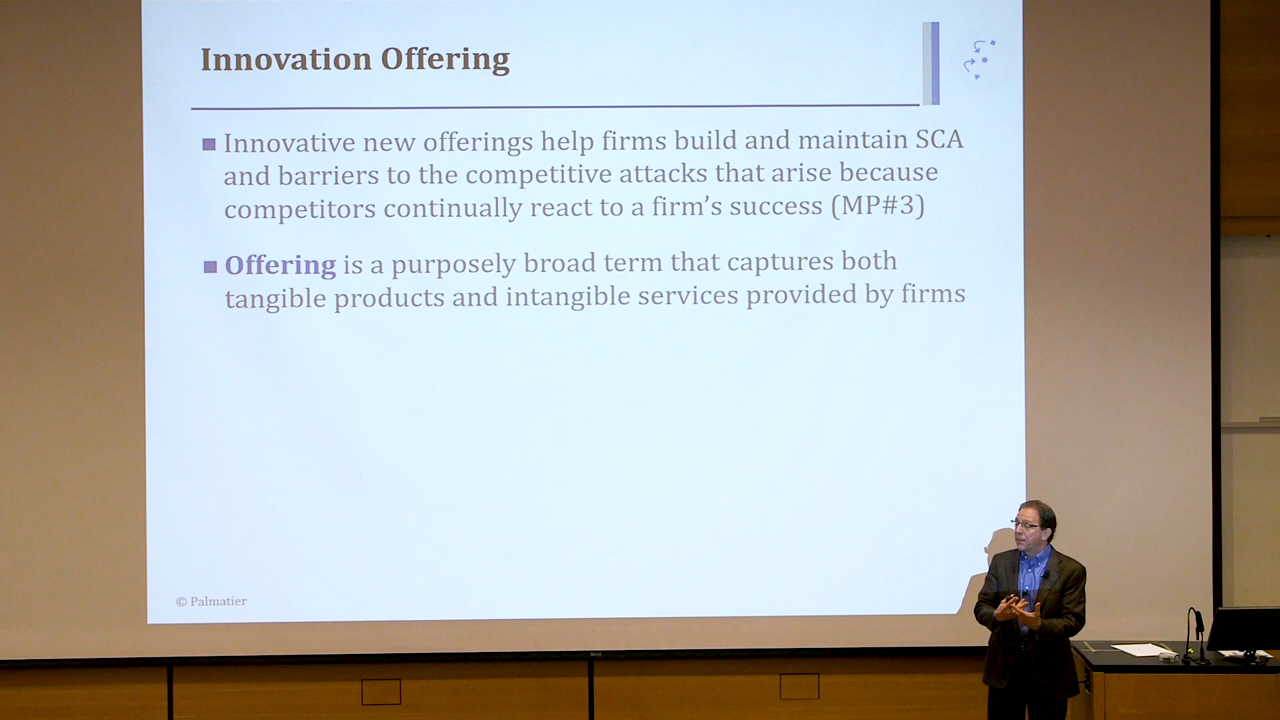 Innovation Offering
Innovative new offerings help firms build and maintain SCA
and barriers to the competitive attacks that arise because
competitors continually react to a firm’s success (MP#3)
Offering is a purposely broad term that captures both
tangible products and intangible services provided by firms
© Palmatier